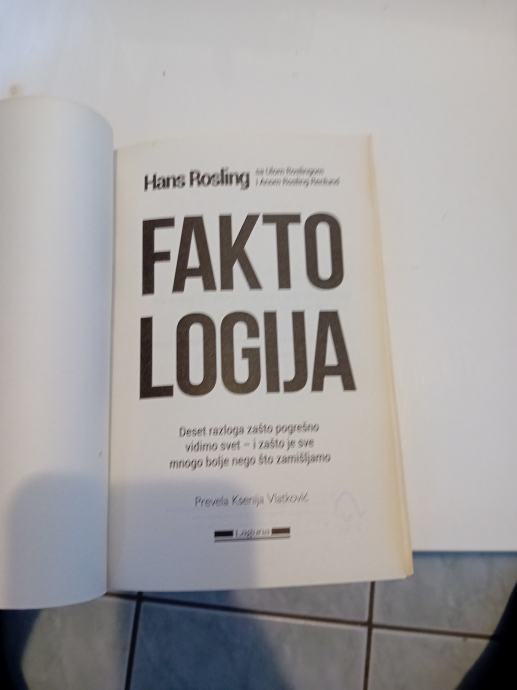 Hans Rosling
sa Ulom Roslingom
i Anom Rosling Renlund
FAKTO
LOGIJA
Deset razloga zašto pogrešno
vidimo svet – i zašto je sve
mnogo bolje nego što zamišljamo
Prevela Ksenija Vlatković
Laguna